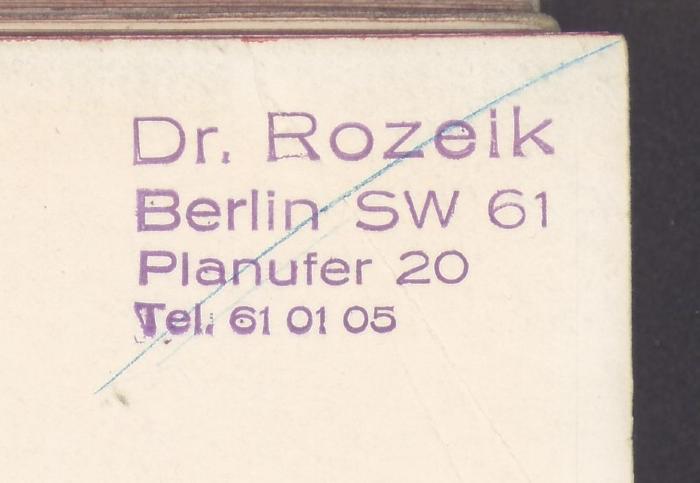 Dr. Rozeik
Berlin SW 61
Planufer 20
Tel. 61 01 05